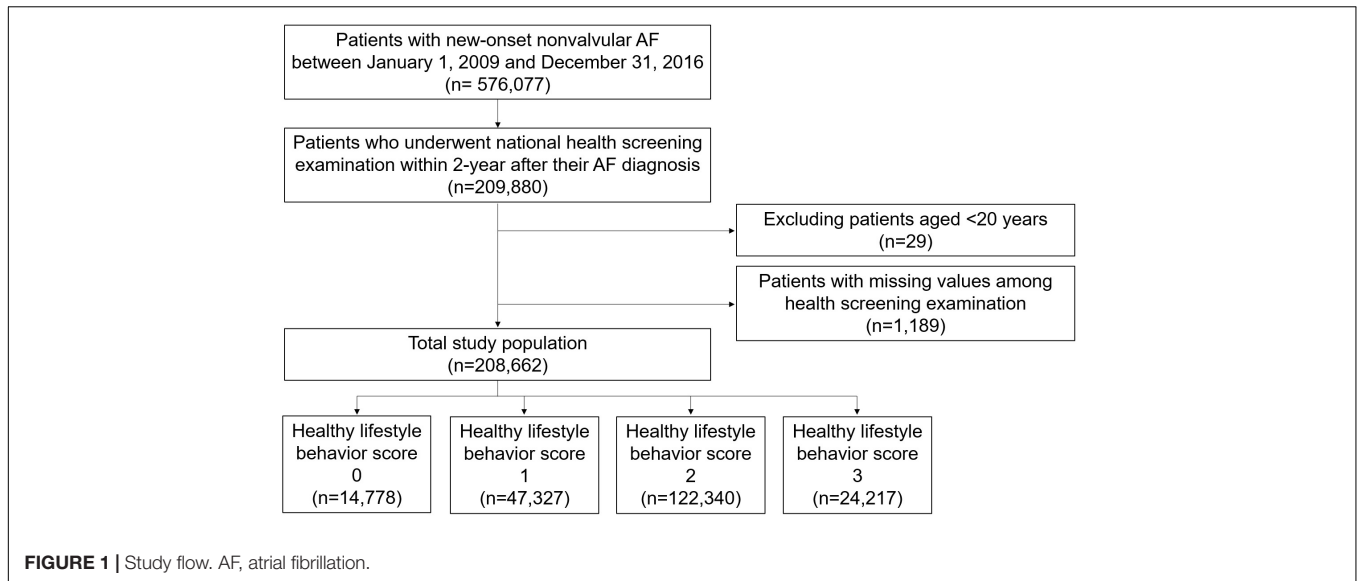 Patients with new-onset nonvalvular AF
between January 1, 2009 and December 31, 2016
(n= 576,077)
Patients who underwent national health screening
examination within 2-year after their AF diagnosis
(n=209,880)
Excluding patients aged <20 years
(n=29)
Patients with missing values among
health screening examination
(n=1,189)
Total study population
(n=208,662)
Healthy lifestyle
behavior score
0
(n=14,778)
Healthy lifestyle
behavior score
1
(n=47,327)
Healthy lifestyle
behavior score
2
(n=122,340)
Healthy lifestyle
behavior score
3
(n=24,217)
FIGURE 1 | Study flow. AF, atrial fibrillation.